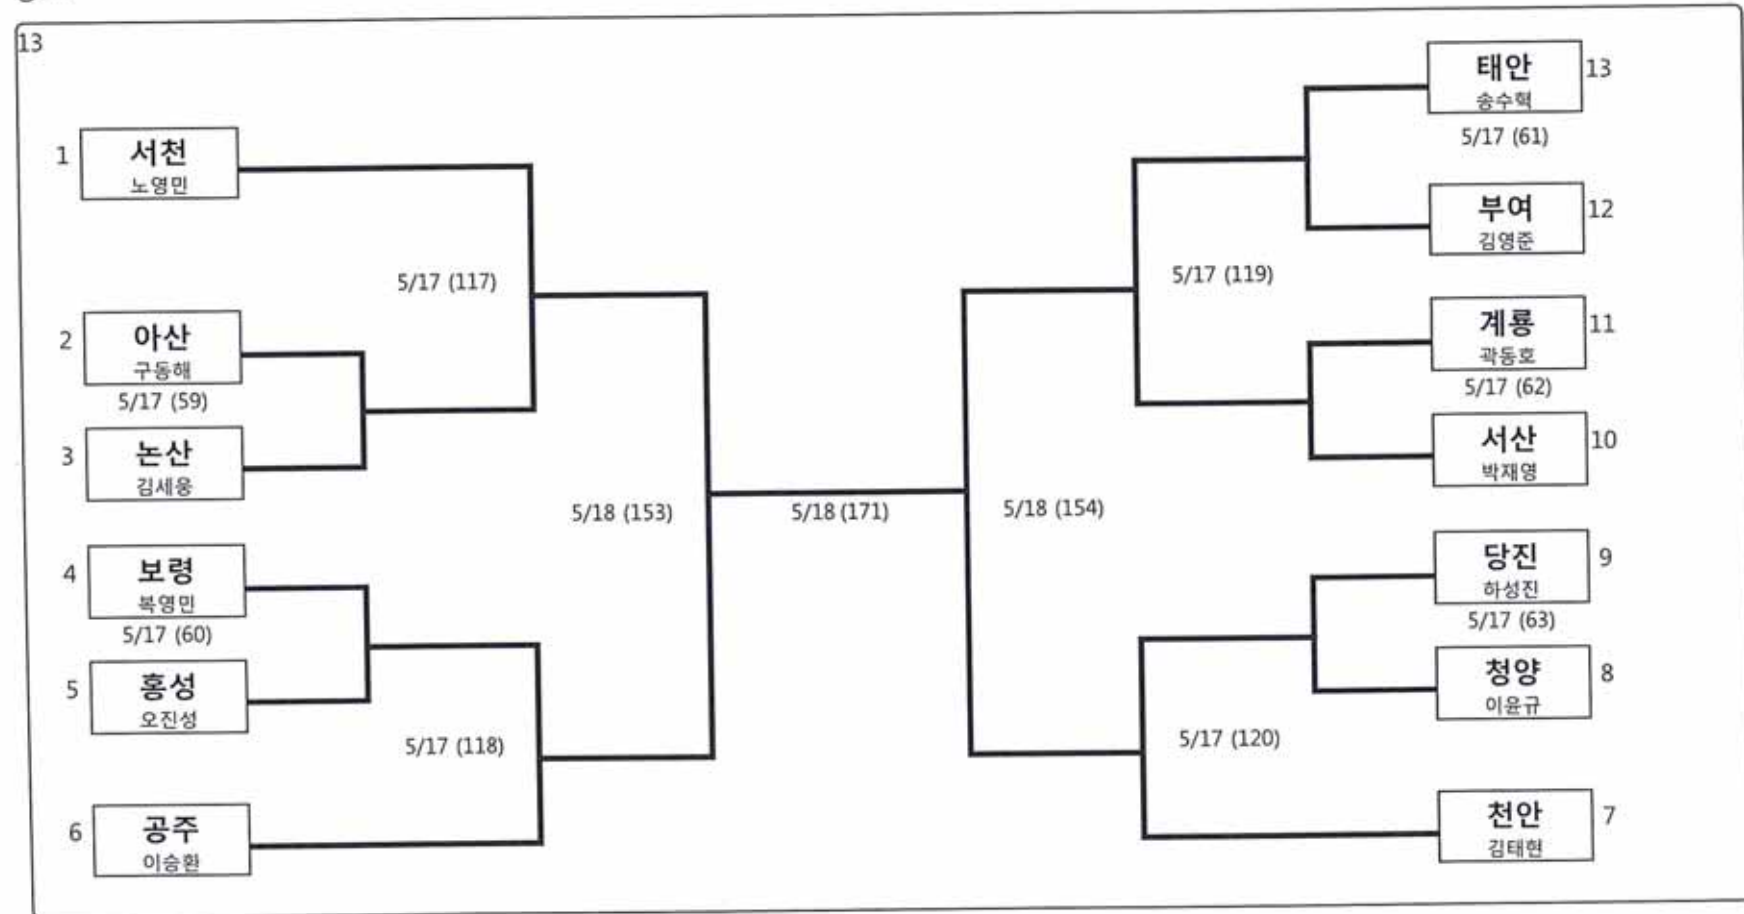 13
1
서천
노영민
5/17 (117)
2
아산
구동해
5/17 (59)
3
논산
김세웅
5/18 (153)
4
보령
복영민
5/17 (60)
5
홍성
오진성
5/17 (118)
6
공주
이승환
5/18 (171)
태안
13
송수혁
5/17 (61)
부여
12
김영준
5/17 (119)
계룡
11
곽동호
5/17 (62)
서산
10
박재영
5/18 (154)
당진
9
하성진
5/17 (63)
청양
8
이윤규
5/17 (120)
천안
7
김태현